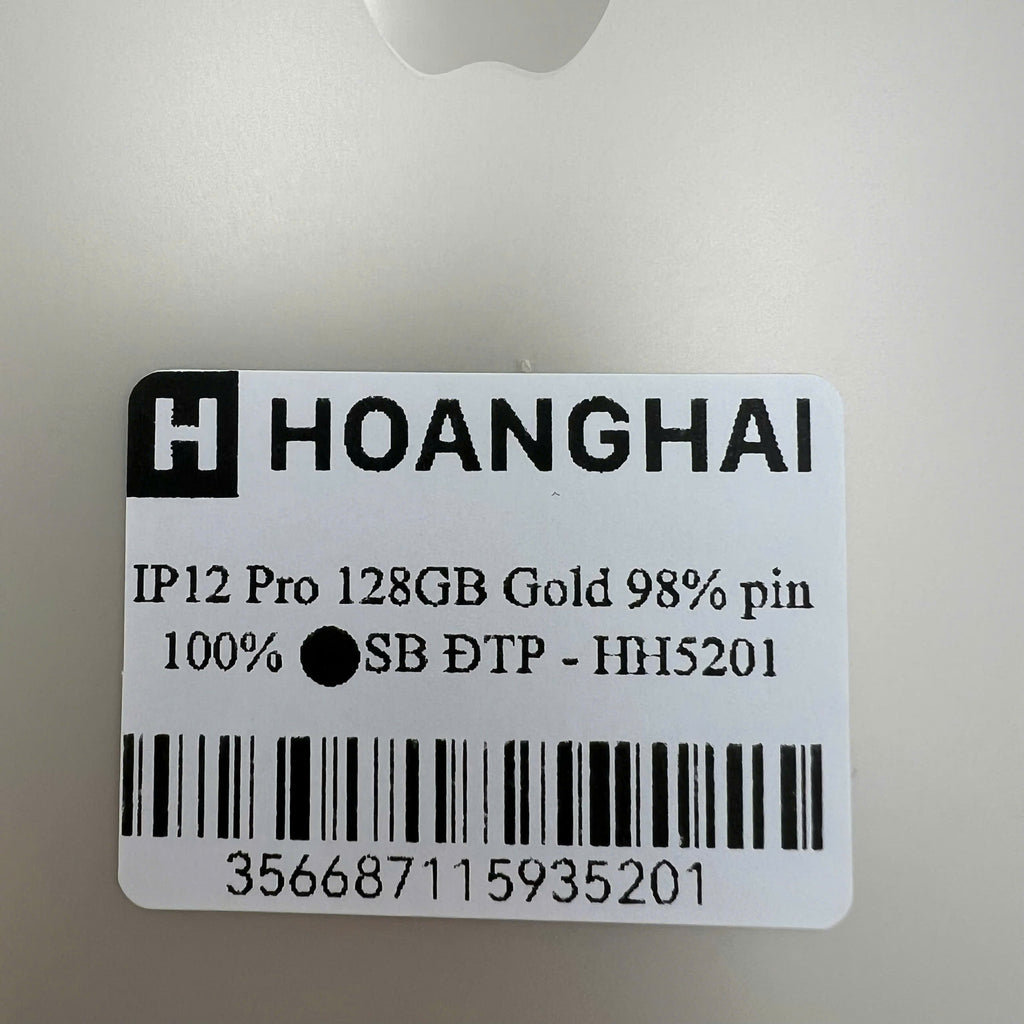 H HOANGHAI
IP12 Pro 128GB Gold 98% pin
100% ●SB ĐTP - HH5201
356687115935201